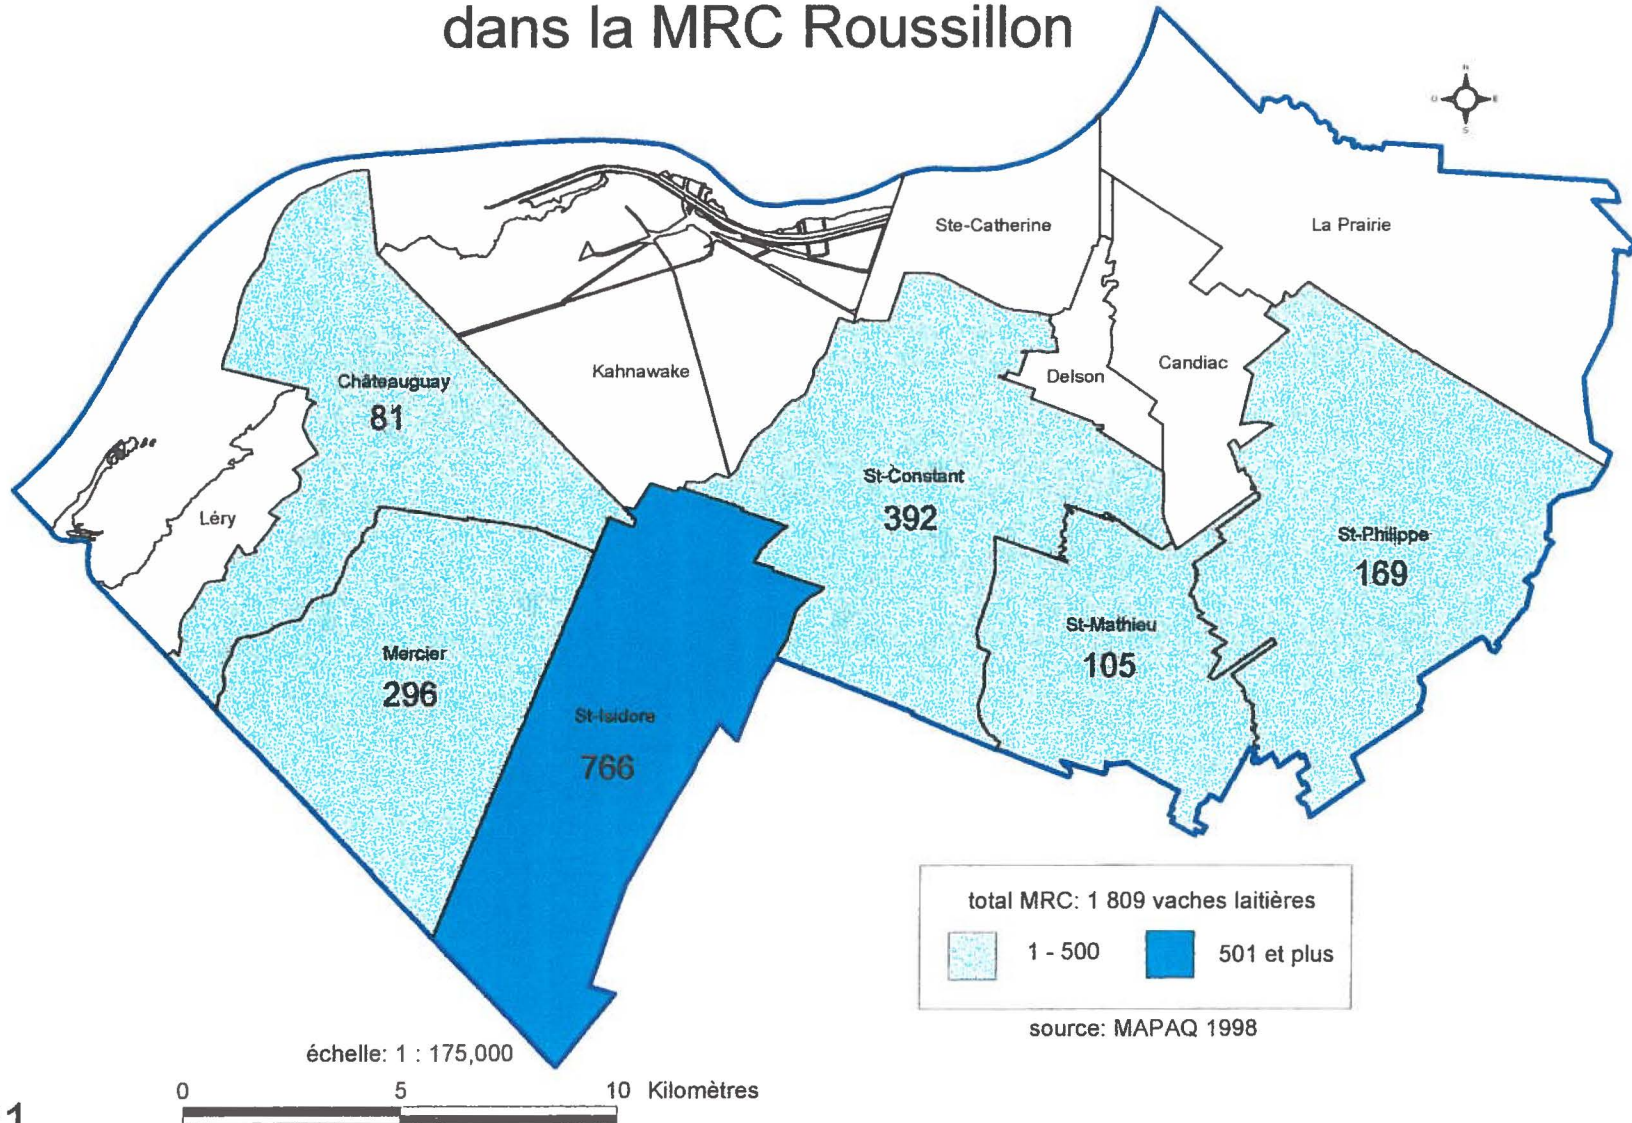 dans la MRC Roussillon
N
O E
S
Ste-Catherine
La Prairie
Kahnawake
Châteauguay
81
Delson
Candiac
Léry
St-Constant
392
St-Philippe
169
Mercier
296
St-Mathieu
105
St-Isidore
766
total MRC: 1 809 vaches laitières
1 - 500
501 et plus
source: MAPAQ 1998
échelle: 1 : 175,000
0 5 10 Kilomètres
1